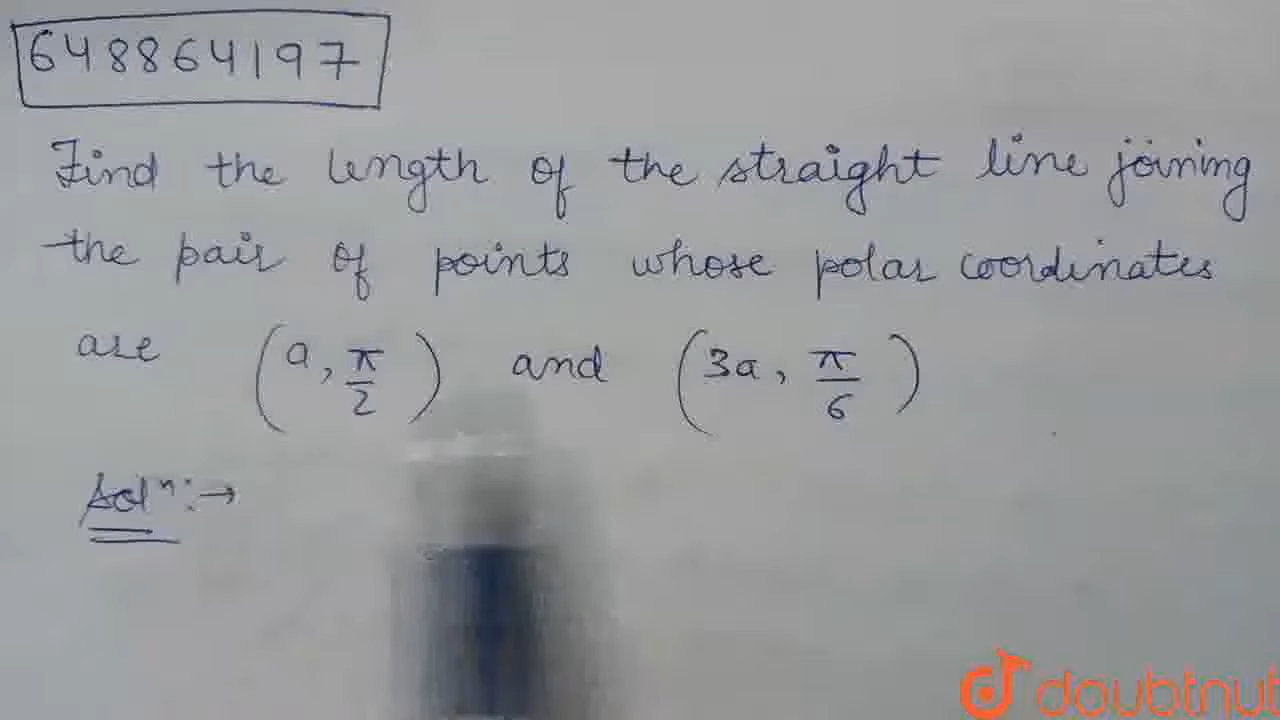 648864197
Find the length of the straight line joining
the pair of points whose polar coordinates
are (a, π/2) and (3a, π/6)
Solⁿ:→
doubtnut